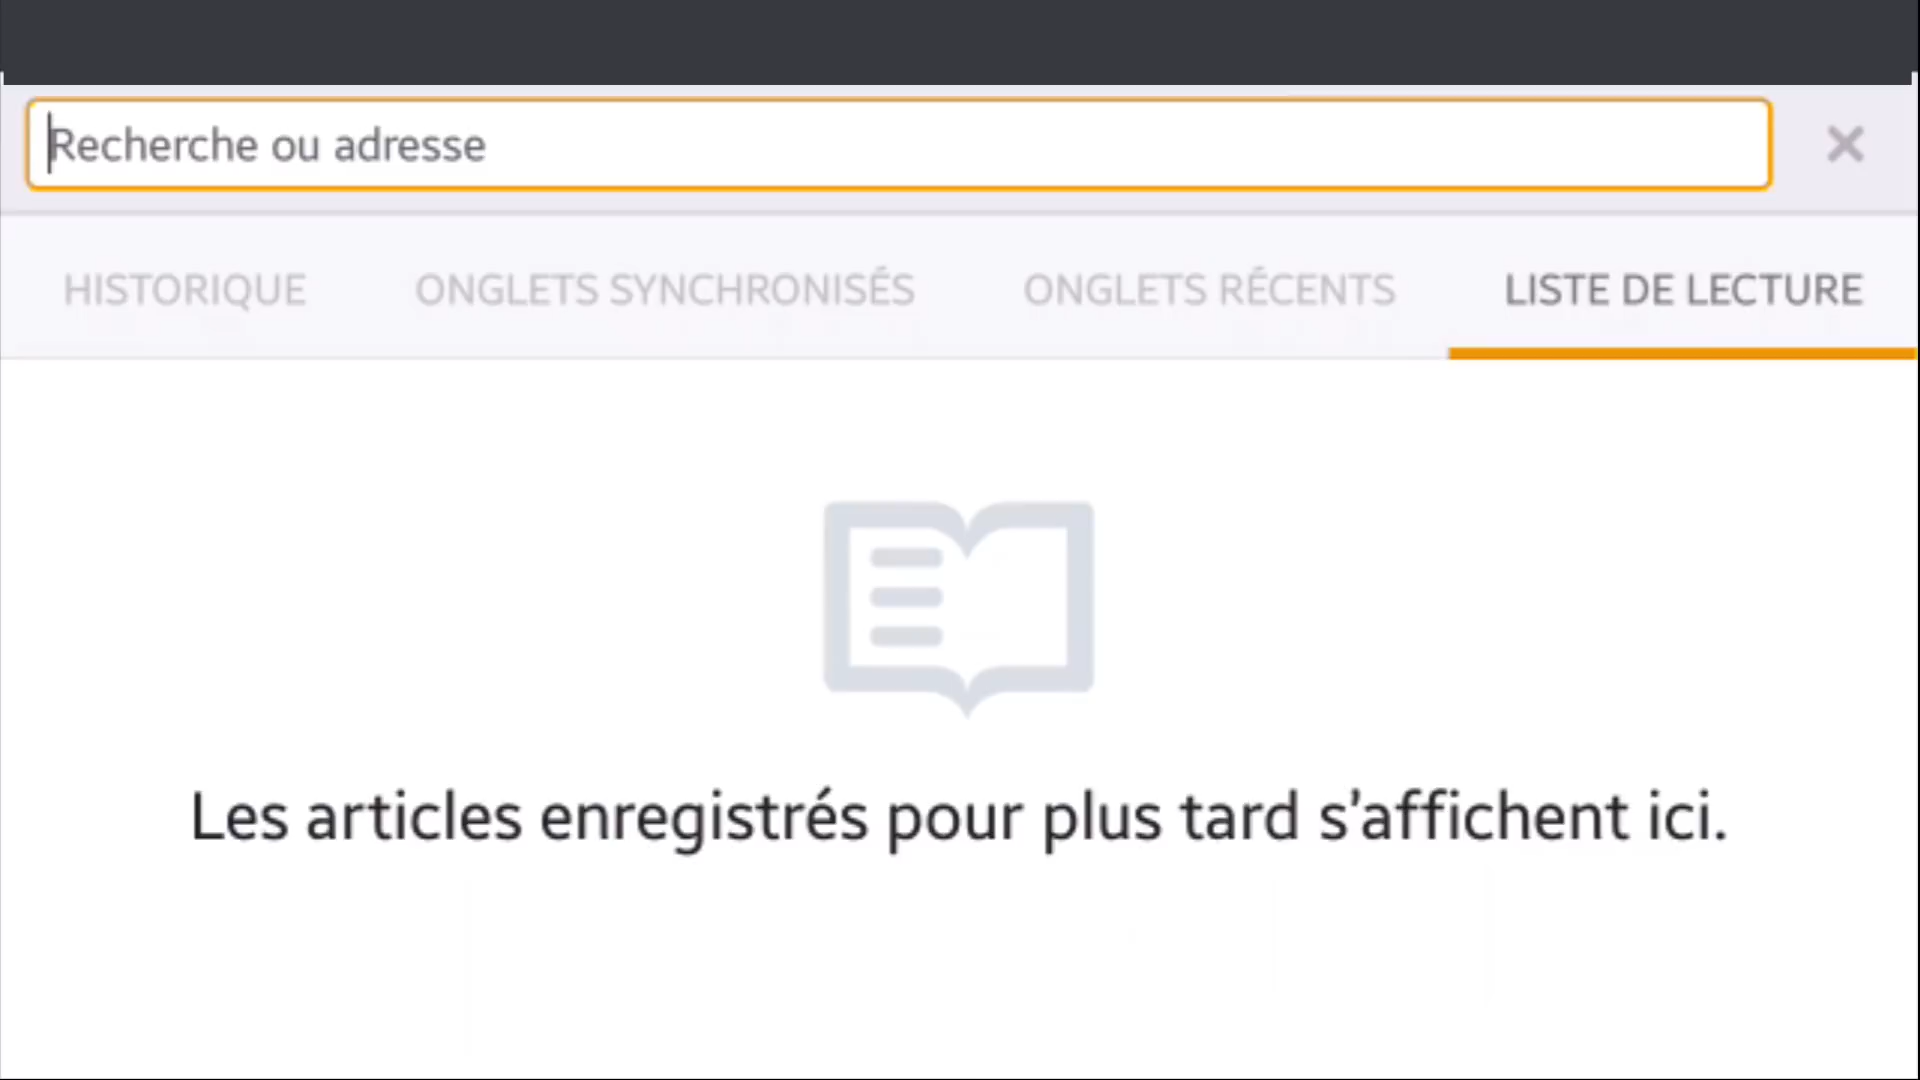 Recherche ou adresse
HISTORIQUE ONGLETS SYNCHRONISÉS ONGLETS RÉCENTS LISTE DE LECTURE
Les articles enregistrés pour plus tard s’affichent ici.